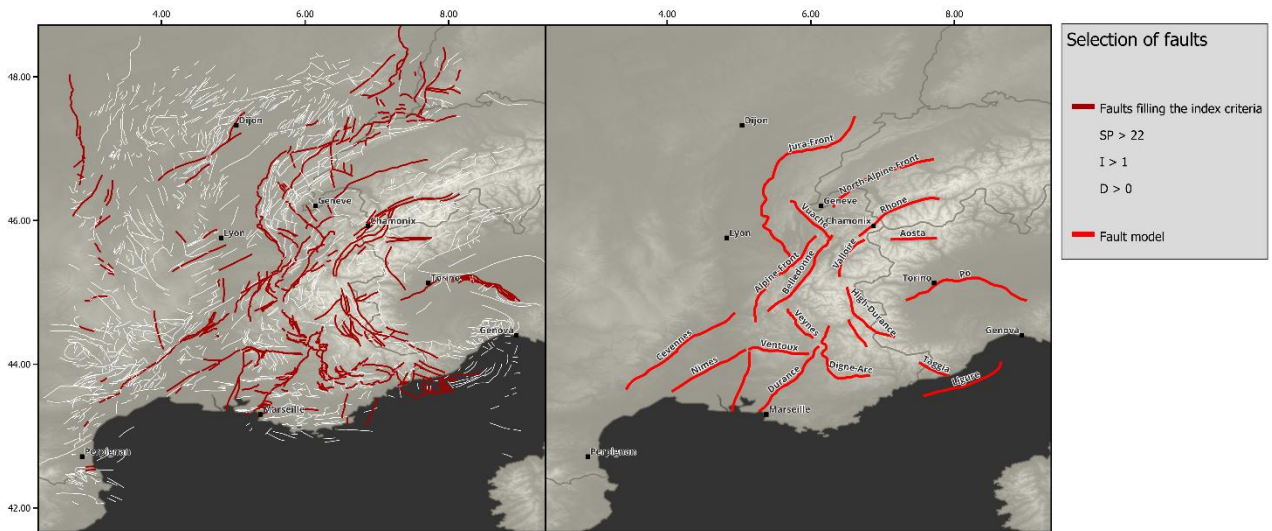 4.00 6.00 8.00 4.00 6.00 8.00
48.00
46.00
44.00
42.00
Dijon
Geneve
Chamonix
Lyon
Torino
Genova
Marseille
Perpignan
Dijon
Jura-Front
North-Alpine-Front
Geneve
Vuache
Rhone
Chamonix
Lyon
Aosta
Valloire
Alpine-Front
Belledonne
Torino
Po
High-Durance
Veynes
Genova
Cevennes
Ventoux
Nimes
Durance
Digne-Arc
Taggia
Ligure
Marseille
Perpignan
Selection of faults
Faults filling the index criteria
SP > 22
I > 1
D > 0
Fault model